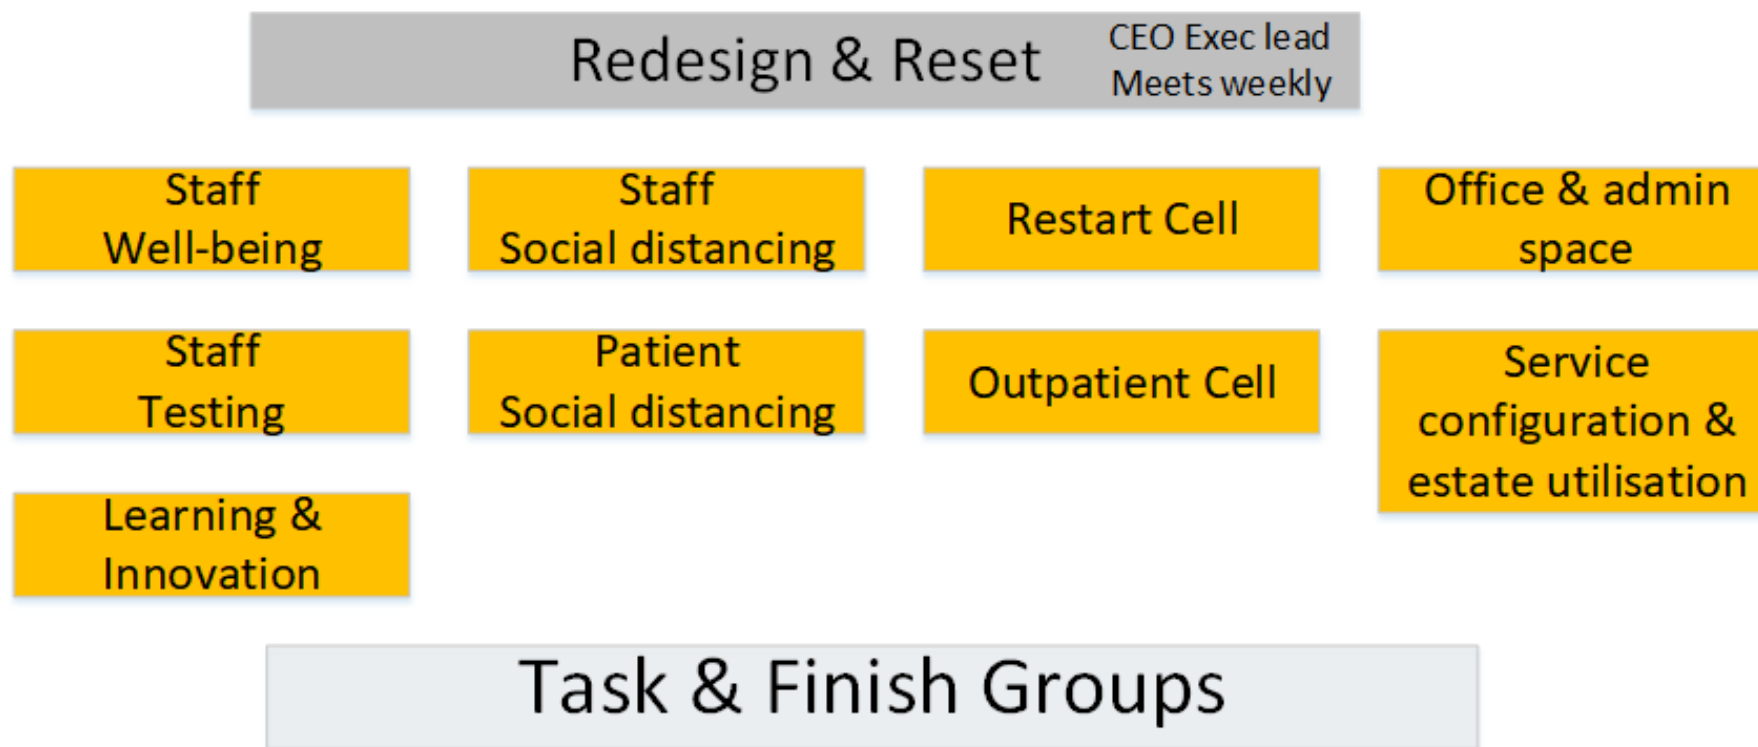 Redesign & Reset
CEO Exec lead
Meets weekly
Staff
Well-being
Staff
Social distancing
Restart Cell
Office & admin
space
Staff
Testing
Patient
Social distancing
Outpatient Cell
Service
configuration &
estate utilisation
Learning &
Innovation
Task & Finish Groups